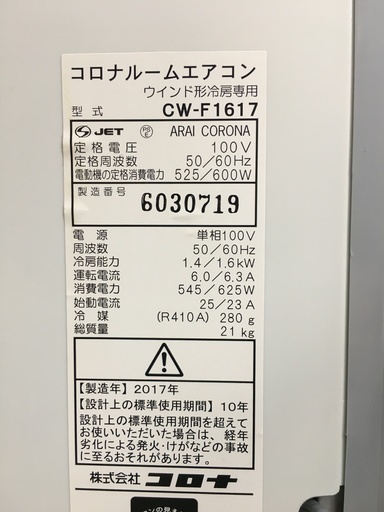 コロナルームエアコン
ウインド形冷房専用
型式 CW-F1617
JET PS E ARAI CORONA
定格電圧 100V
定格周波数 50/60Hz
電動機の定格消費電力 525/600W
製造番号 6030719
電源 単相100V
周波数 50/60Hz
冷房能力 1.4/1.6kW
運転電流 6.0/6.3A
消費電力 545/625W
始動電流 25/23A
冷媒 (R410A) 280g
総質量 21kg
【製造年】2017年
【設計上の標準使用期間】10年
設計上の標準使用期間を超えて
お使いいただいた場合は、経年
劣化による発火・けがなどの事故
に至るおそれがあります。
株式会社コロナ